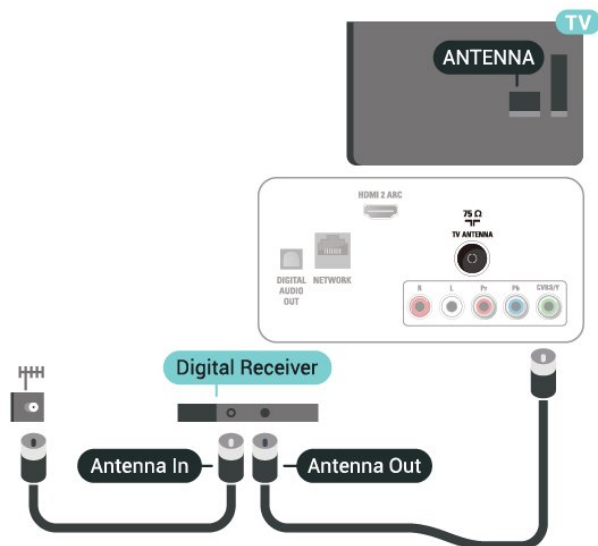 TV
ANTENNA
HDMI 2 ARC
75 Ω
TV ANTENNA
DIGITAL
AUDIO
OUT
NETWORK
R L Pr Pb CVBS/Y
Digital Receiver
Antenna In
Antenna Out